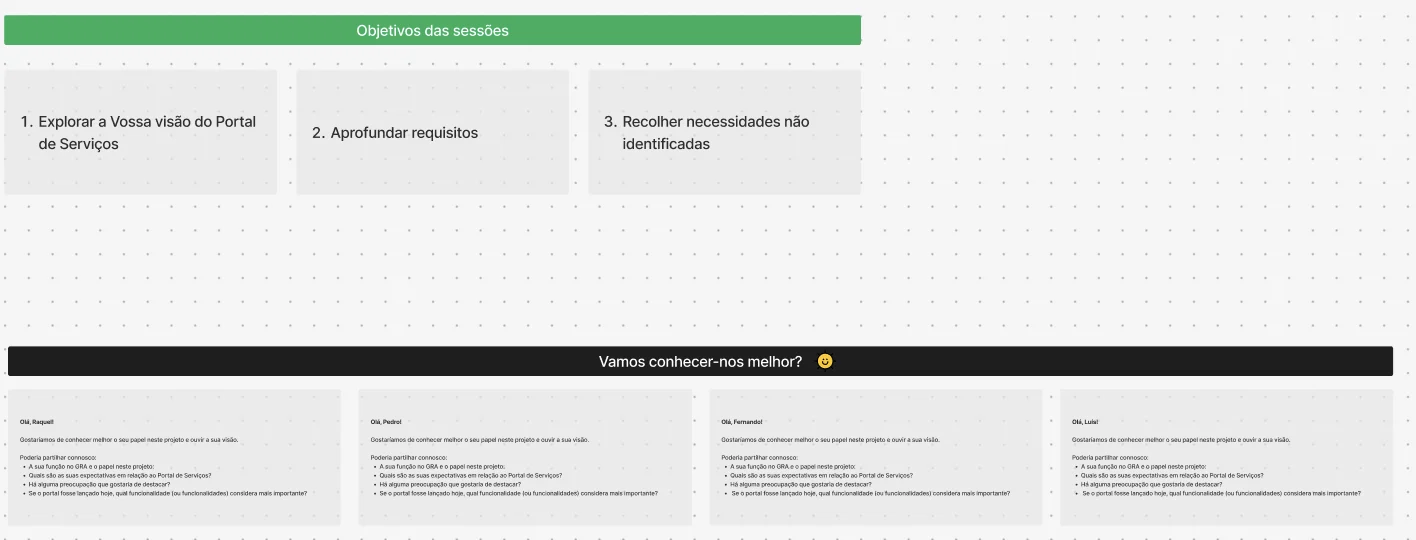 Objetivos das sessões
1. Explorar a Vossa visão do Portal
de Serviços
2. Aprofundar requisitos
3. Recolher necessidades não
identificadas
Vamos conhecer-nos melhor? 😀
Olá, Raquel!
Gostaríamos de conhecer melhor o seu papel neste projeto e ouvir a sua visão.
Poderia partilhar connosco:
• A sua função no GRA e o papel neste projeto;
• Quais são as suas expectativas em relação ao Portal de Serviços?
• Há alguma preocupação que gostaria de destacar?
• Se o portal fosse lançado hoje, qual funcionalidade (ou funcionalidades) considera mais importante?
Olá, Pedro!
Gostaríamos de conhecer melhor o seu papel neste projeto e ouvir a sua visão.
Poderia partilhar connosco:
• A sua função no GRA e o papel neste projeto;
• Quais são as suas expectativas em relação ao Portal de Serviços?
• Há alguma preocupação que gostaria de destacar?
• Se o portal fosse lançado hoje, qual funcionalidade (ou funcionalidades) considera mais importante?
Olá, Fernando!
Gostaríamos de conhecer melhor o seu papel neste projeto e ouvir a sua visão.
Poderia partilhar connosco:
• A sua função no GRA e o papel neste projeto;
• Quais são as suas expectativas em relação ao Portal de Serviços?
• Há alguma preocupação que gostaria de destacar?
• Se o portal fosse lançado hoje, qual funcionalidade (ou funcionalidades) considera mais importante?
Olá, Luís!
Gostaríamos de conhecer melhor o seu papel neste projeto e ouvir a sua visão.
Poderia partilhar connosco:
• A sua função no GRA e o papel neste projeto;
• Quais são as suas expectativas em relação ao Portal de Serviços?
• Há alguma preocupação que gostaria de destacar?
• Se o portal fosse lançado hoje, qual funcionalidade (ou funcionalidades) considera mais importante?